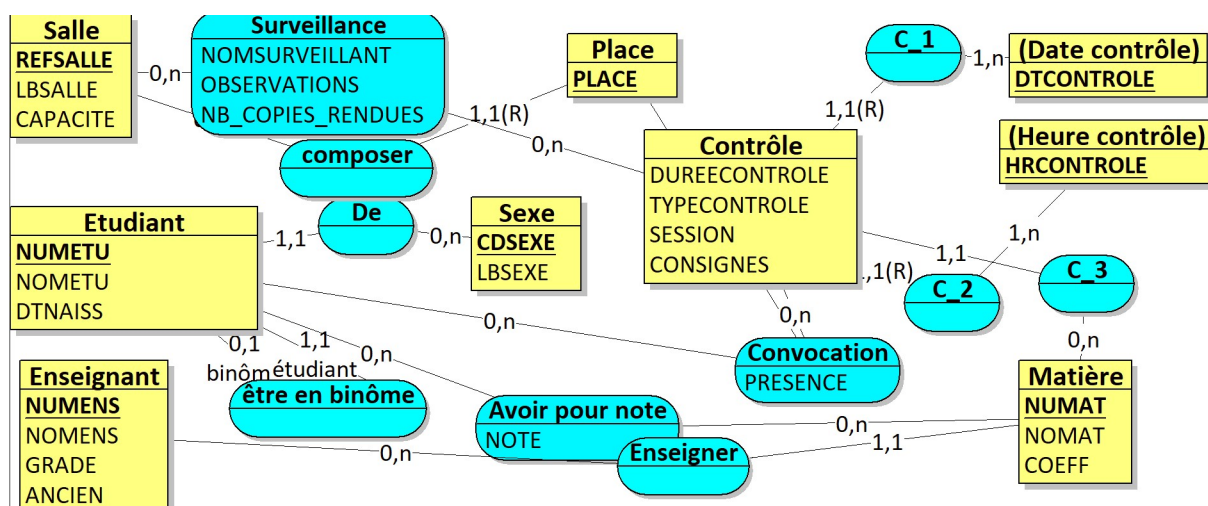 Salle
REFSALLE
LBSALLE
CAPACITE
0,n
Surveillance
NOMSURVEILLANT
OBSERVATIONS
NB_COPIES_RENDUES
composer
1,1(R)
0,n
Place
PLACE
C_1
1,1(R)
1,n
(Date contrôle)
DTCONTROLE
(Heure contrôle)
HRCONTROLE
1,n
Contrôle
DUREECONTROLE
TYPECONTROLE
SESSION
CONSIGNES
1,1
C_3
C_2
0,n
0,n
Etudiant
NUMETU
NOMETU
DTNAISS
1,1
De
0,n
Sexe
CDSEXE
LBSEXE
0,n
Convocation
PRESENCE
0,1
1,1
0,n
étudiant
être en binôme
Enseignant
NUMENS
NOMENS
GRADE
ANCIEN
Avoir pour note
NOTE
0,n
0,n
Enseigner
1,1
Matière
NUMAT
NOMAT
COEFF